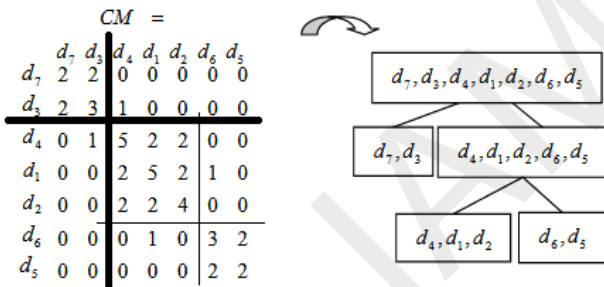 CM =
d7 d3 d4 d1 d2 d6 d5
d7 2 2 0 0 0 0 0
d3 2 3 1 0 0 0 0
d4 0 1 5 2 2 0 0
d1 0 0 2 5 2 1 0
d2 0 0 2 2 4 0 0
d6 0 0 0 1 0 3 2
d5 0 0 0 0 0 2 2
d7,d3,d4,d1,d2,d6,d5
d7,d3
d4,d1,d2,d6,d5
d4,d1,d2
d6,d5
IAM